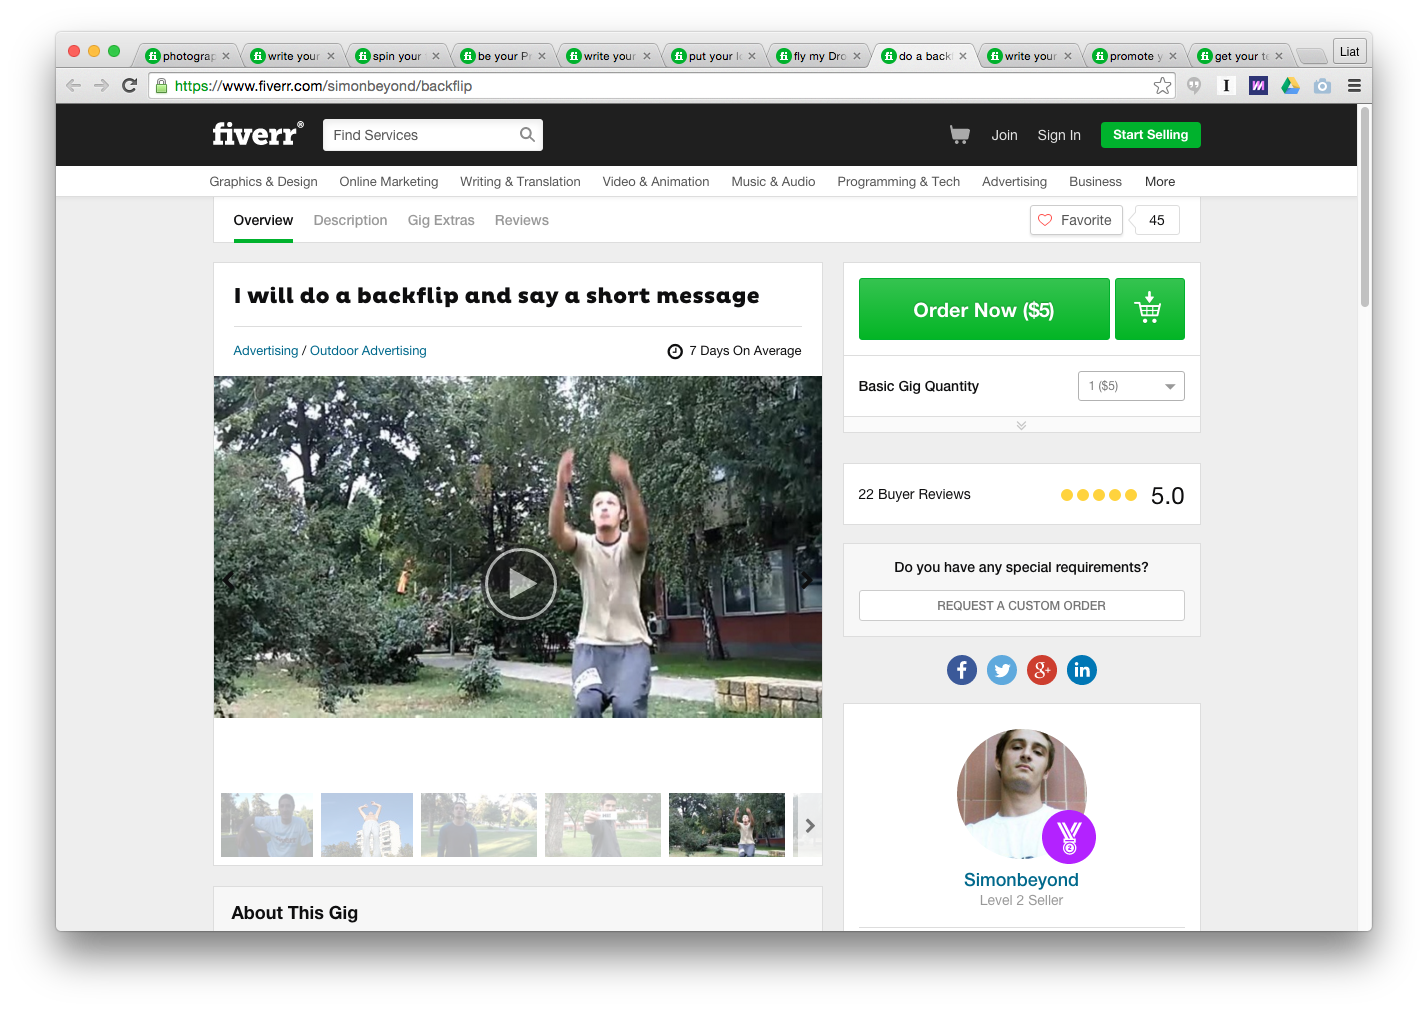 photograp
write your
spin your
be your Pr
write your
put your lo
fly my Dro
do a backf
write your
promote y
get your te
Liat
https://www.fiverr.com/simonbeyond/backflip
fiverr®
Find Services
Join
Sign In
Start Selling
Graphics & Design
Online Marketing
Writing & Translation
Video & Animation
Music & Audio
Programming & Tech
Advertising
Business
More
Overview
Description
Gig Extras
Reviews
Favorite
45
I will do a backflip and say a short message
Advertising / Outdoor Advertising
7 Days On Average
Order Now ($5)
Basic Gig Quantity
1 ($5)
22 Buyer Reviews
5.0
Do you have any special requirements?
REQUEST A CUSTOM ORDER
Simonbeyond
Level 2 Seller
About This Gig